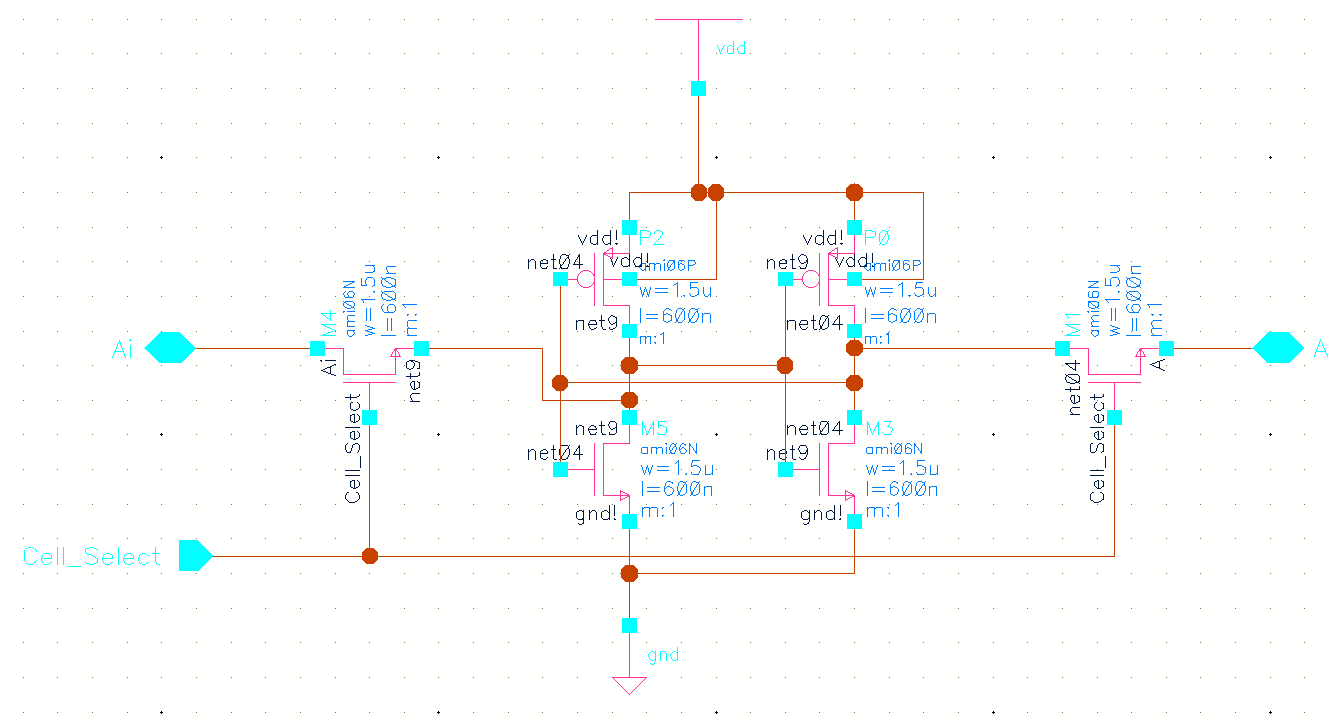 vdd
vdd!
P2
net04
vdd!
ami06P
w=1.5u
l=600n
m:1
net9
vdd!
P0
net9
vdd!
ami06P
w=1.5u
l=600n
m:1
net04
Ai
M4
ami06N
w=1.5u
l=600n
m:1
Ai
net9
Cell_Select
M1
ami06N
w=1.5u
l=600n
m:1
net04
A
Cell_Select
A
net9
M5
net04
ami06N
w=1.5u
l=600n
m:1
gnd!
net04
M3
net9
ami06N
w=1.5u
l=600n
m:1
gnd!
Cell_Select
gnd